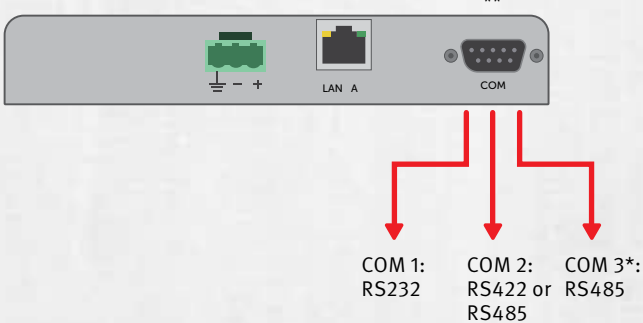 LAN A
COM
COM 1:
RS232
COM 2:
RS422 or
RS485
COM 3*:
RS485